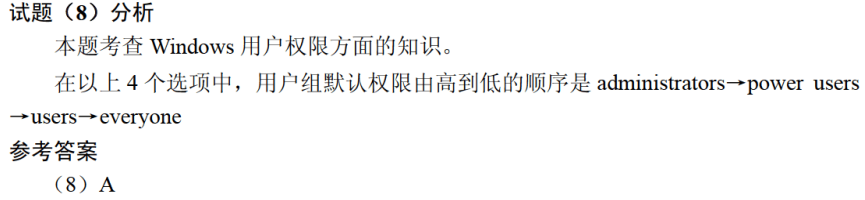 试题（8）分析
本题考查 Windows 用户权限方面的知识。
在以上 4 个选项中，用户组默认权限由高到低的顺序是 administrators→power users
→users→everyone
参考答案
（8）A